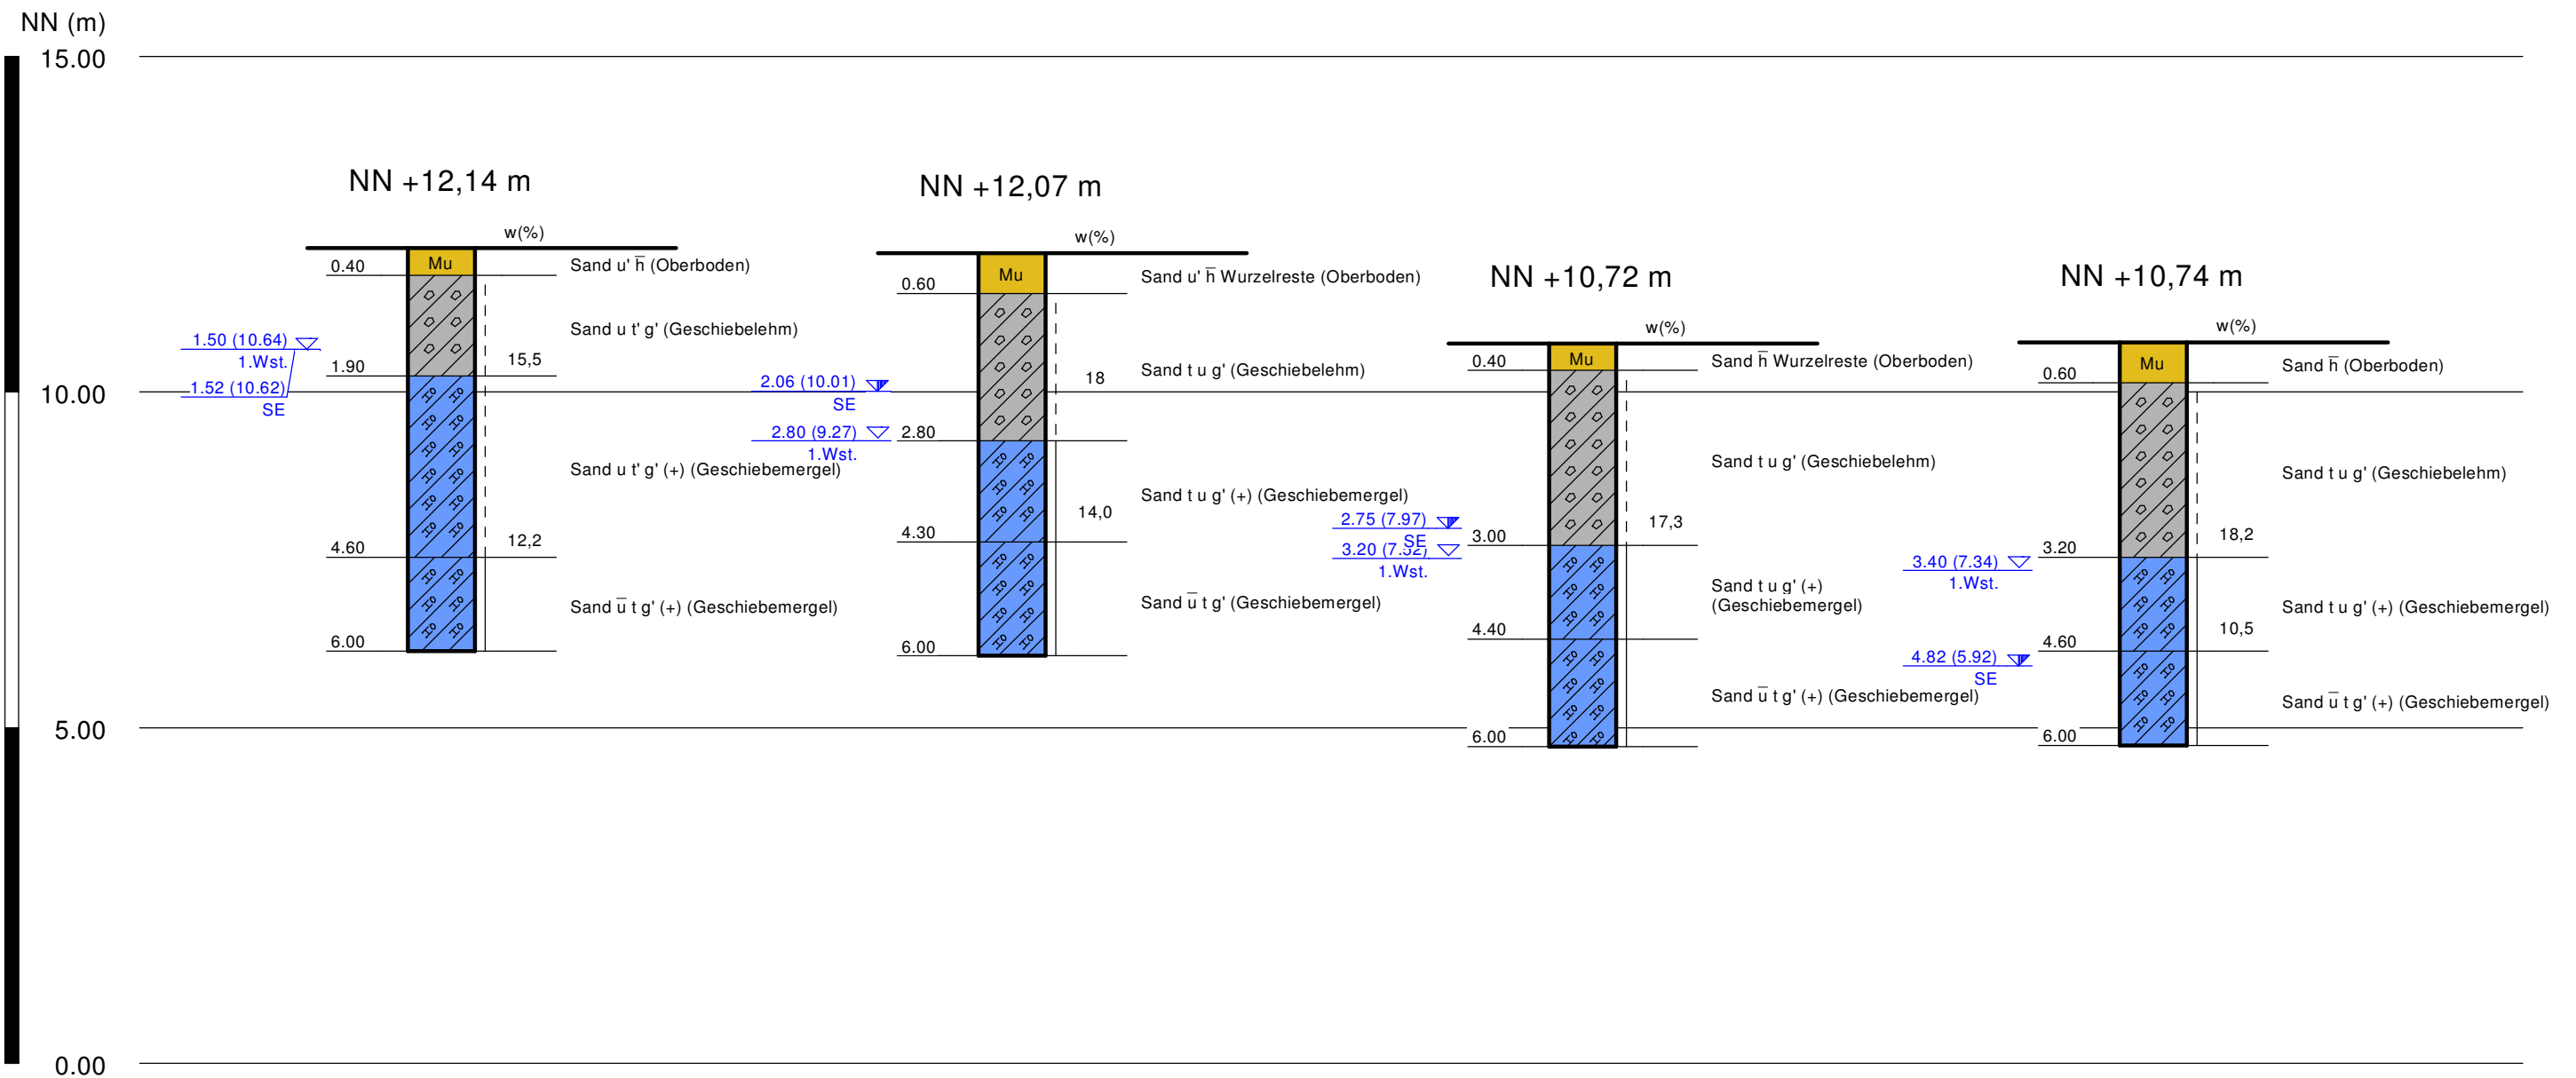 NN (m)
15.00
10.00
5.00
0.00
NN +12,14 m
w(%)
0.40
Mu
Sand u' h̅ (Oberboden)
Sand u t' g' (Geschiebelehm)
1.50 (10.64)
1.Wst.
1.90
15,5
1.52 (10.62)
SE
Sand u t' g' (+) (Geschiebemergel)
4.60
12,2
Sand u̅ t g' (+) (Geschiebemergel)
6.00
NN +12,07 m
w(%)
0.60
Mu
Sand u' h̅ Wurzelreste (Oberboden)
Sand t u g' (Geschiebelehm)
18
2.06 (10.01)
SE
2.80 (9.27)
1.Wst.
2.80
Sand t u g' (+) (Geschiebemergel)
14,0
4.30
Sand u̅ t g' (Geschiebemergel)
6.00
NN +10,72 m
w(%)
0.40
Mu
Sand h̅ Wurzelreste (Oberboden)
Sand t u g' (Geschiebelehm)
2.75 (7.97)
SE
17,3
3.00
3.20 (7.52)
1.Wst.
Sand t u g' (+)
(Geschiebemergel)
4.40
Sand u̅ t g' (+) (Geschiebemergel)
6.00
NN +10,74 m
w(%)
0.60
Mu
Sand h̅ (Oberboden)
Sand t u g' (Geschiebelehm)
18,2
3.20
3.40 (7.34)
1.Wst.
Sand t u g' (+) (Geschiebemergel)
10,5
4.60
4.82 (5.92)
SE
Sand u̅ t g' (+) (Geschiebemergel)
6.00